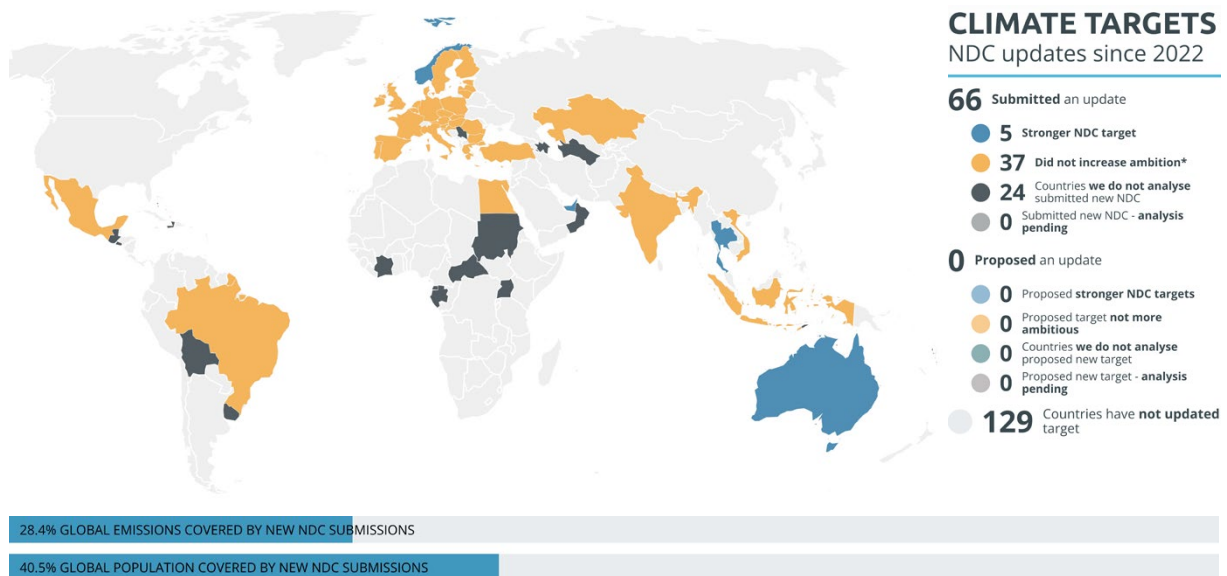 CLIMATE TARGETS
NDC updates since 2022
66 Submitted an update
5 Stronger NDC target
37 Did not increase ambition*
24 Countries we do not analyse
submitted new NDC
0 Submitted new NDC - analysis
pending
0 Proposed an update
0 Proposed stronger NDC targets
0 Proposed target not more
ambitious
0 Countries we do not analyse
proposed new target
0 Proposed new target - analysis
pending
129 Countries have not updated
target
28.4% GLOBAL EMISSIONS COVERED BY NEW NDC SUBMISSIONS
40.5% GLOBAL POPULATION COVERED BY NEW NDC SUBMISSIONS